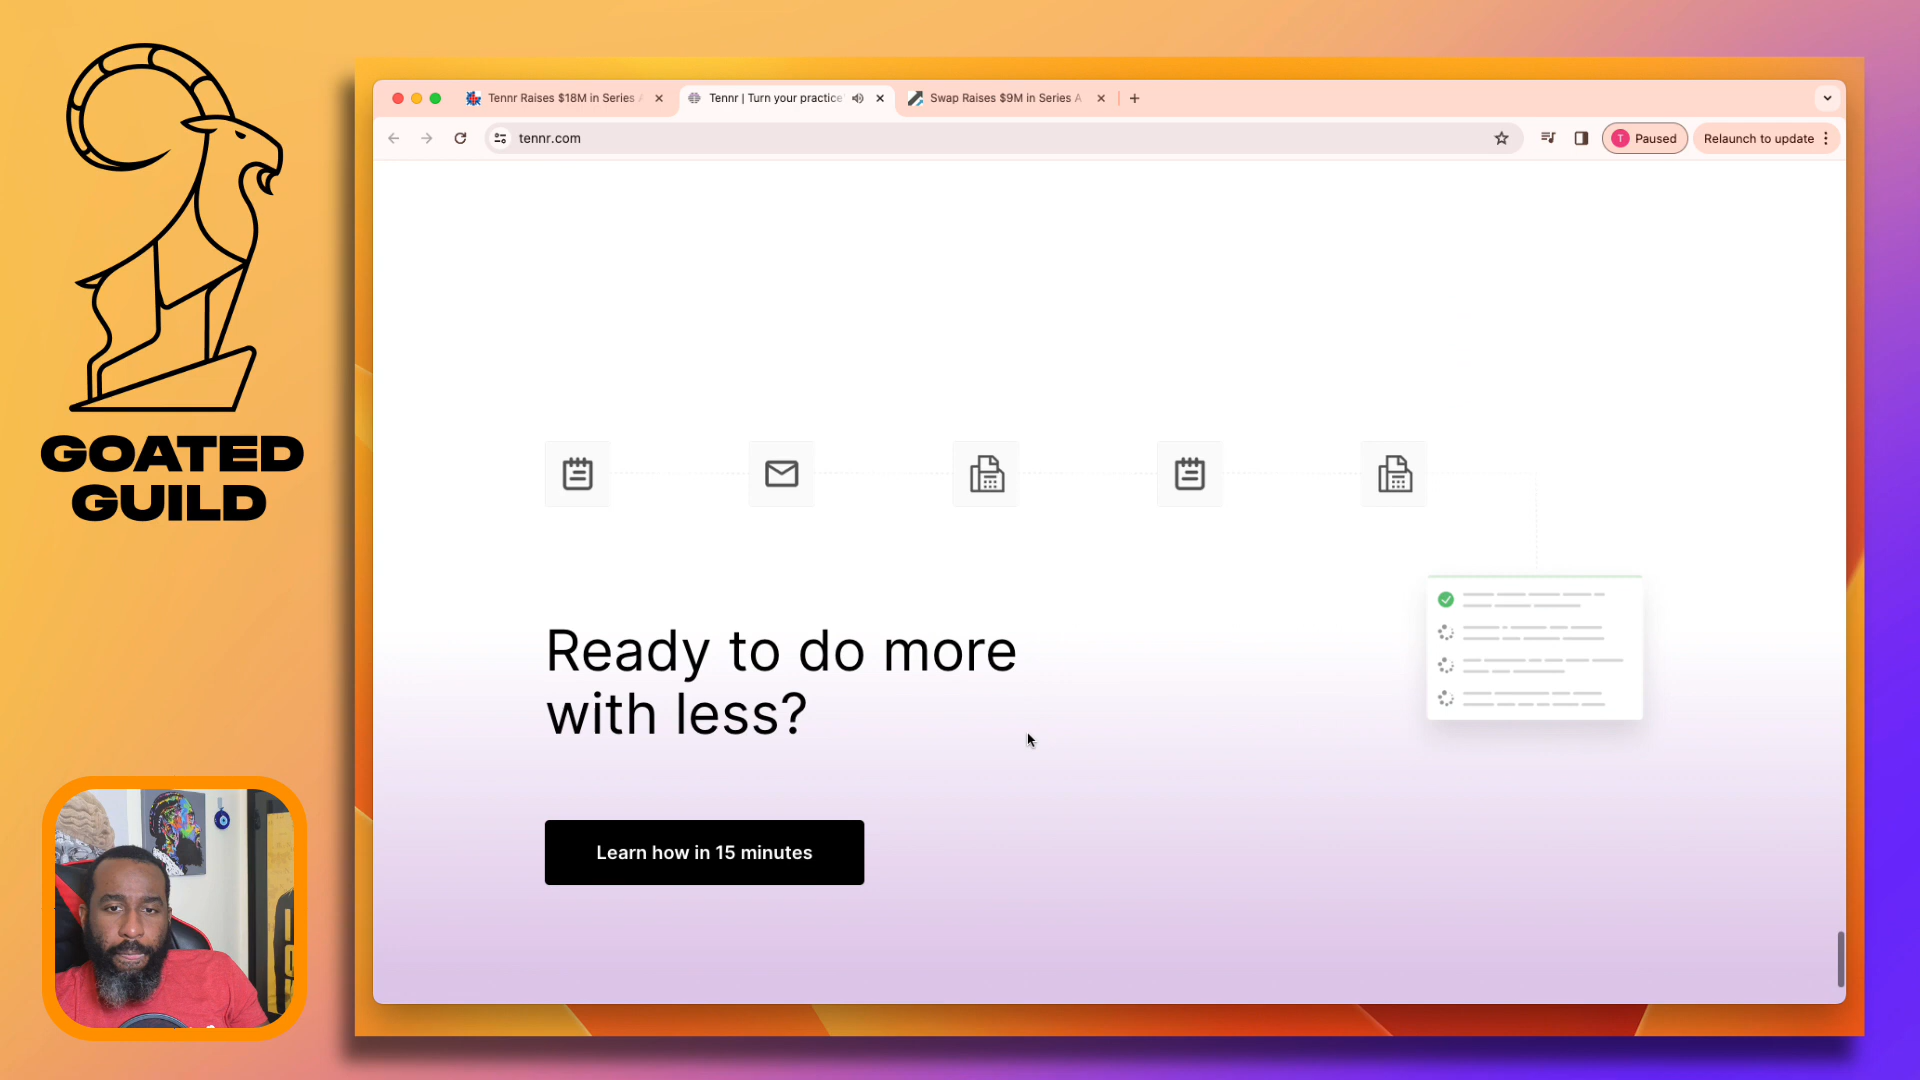 GOATED
GUILD
Tennr Raises $18M in Series A
Tennr | Turn your practice
Swap Raises $9M in Series A
tennr.com
T
Paused
Relaunch to update
Ready to do more
with less?
Learn how in 15 minutes